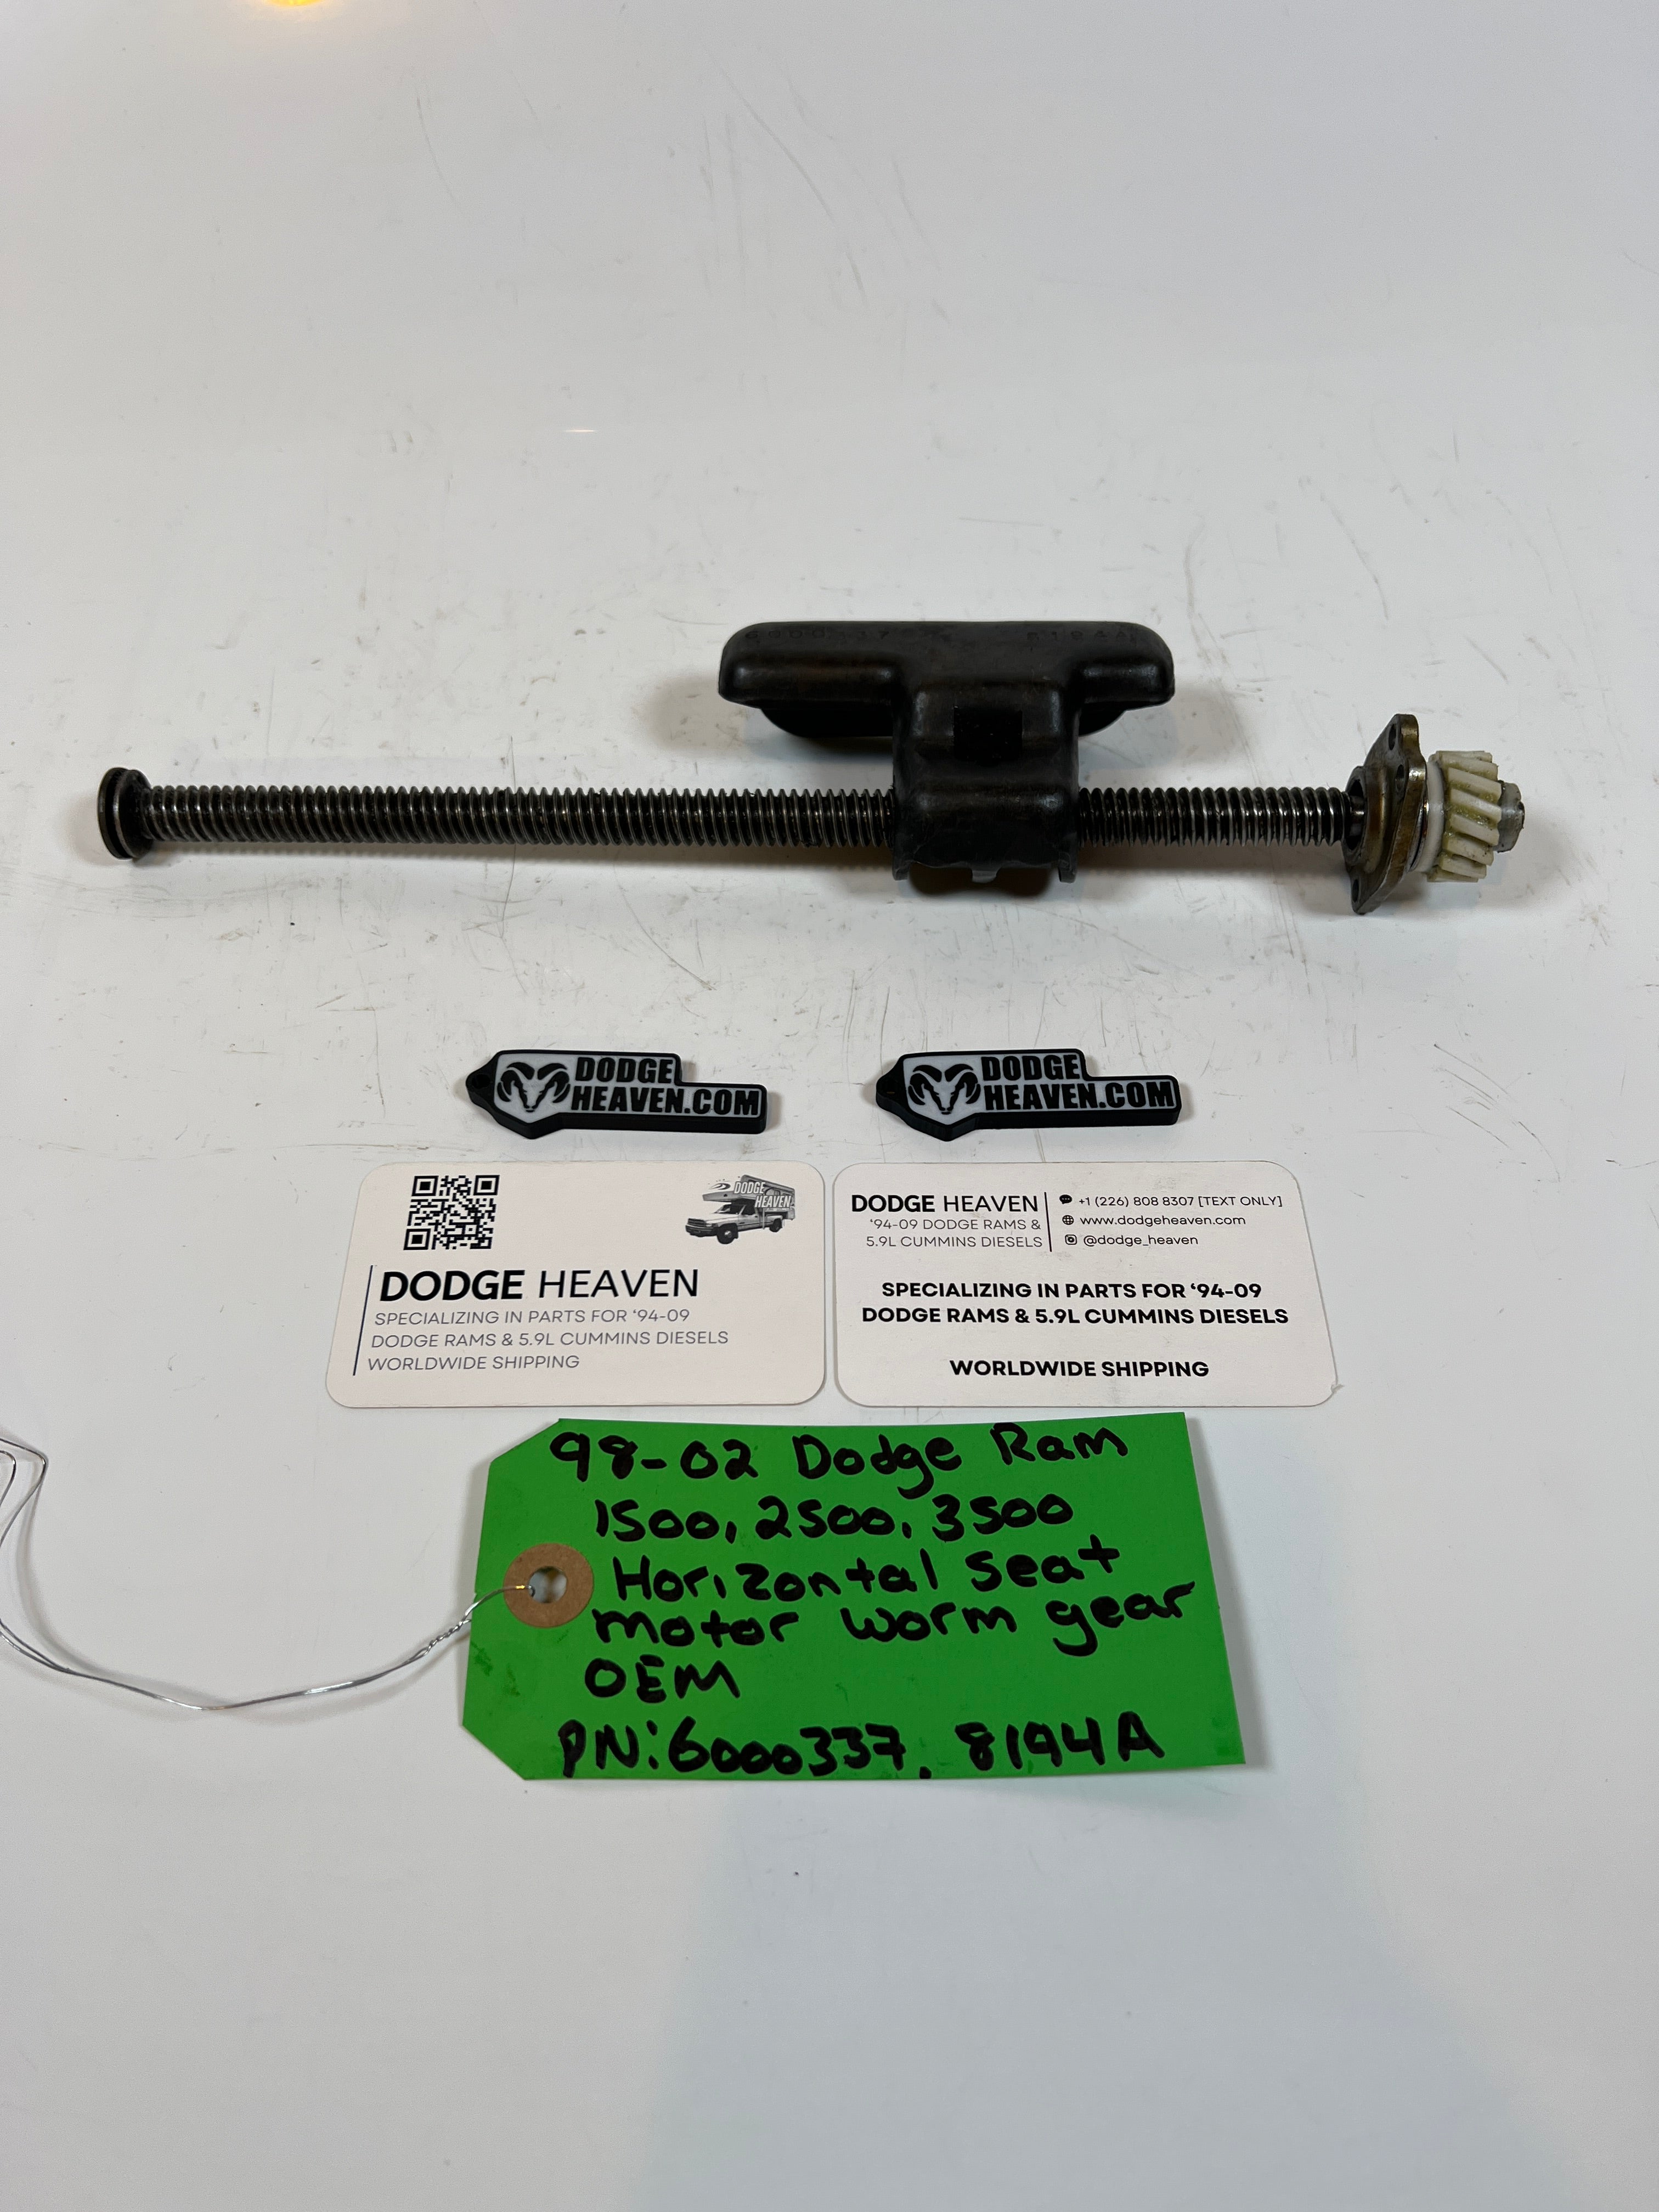 8194A
DODGE
HEAVEN.COM
DODGE
HEAVEN.COM
DODGE
HEAVEN
DODGE HEAVEN
SPECIALIZING IN PARTS FOR ‘94-09
DODGE RAMS & 5.9L CUMMINS DIESELS
WORLDWIDE SHIPPING
DODGE HEAVEN
‘94-09 DODGE RAMS &
5.9L CUMMINS DIESELS
+1 (226) 808 8307 [TEXT ONLY]
www.dodgeheaven.com
@dodge_heaven
SPECIALIZING IN PARTS FOR ‘94-09
DODGE RAMS & 5.9L CUMMINS DIESELS
WORLDWIDE SHIPPING
98-02 Dodge Ram
1500, 2500, 3500
Horizontal seat
motor worm gear
OEM
PN: 6000337, 8194A